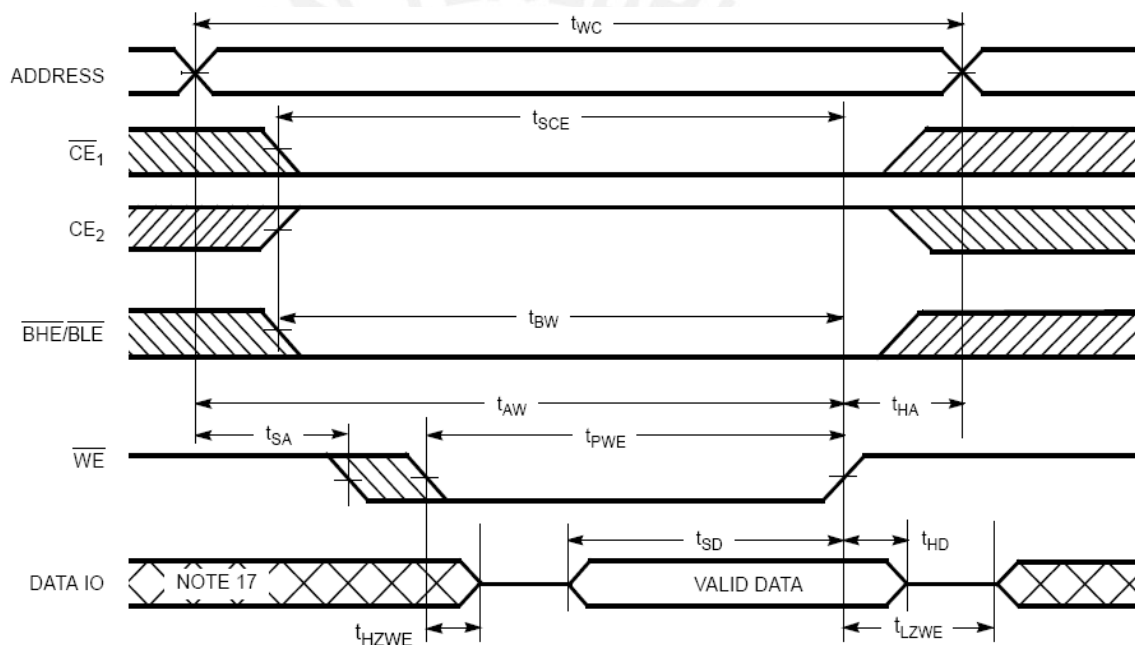 tWC
ADDRESS
tSCE
CE1
CE2
tBW
BHE/BLE
tAW
tHA
tSA
tPWE
WE
tSD
tHD
DATA IO
NOTE 17
VALID DATA
tHZWE
tLZWE